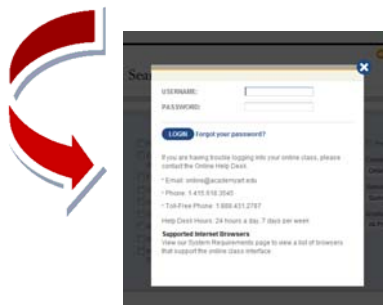 Sea
USERNAME:
PASSWORD:
LOGIN Forgot your password?
If you are having trouble logging into your online class, please
contact the Online Help Desk.
* Email: online@academyart.edu
* Phone: 1.415.618.3545
* Toll-Free Phone: 1.888.431.2787
Help Desk Hours: 24 hours a day, 7 days per week
Supported Internet Browsers
View our System Requirements page to view a list of browsers
that support the online class interface